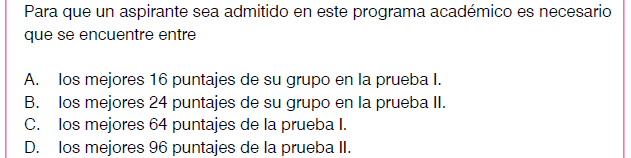 Para que un aspirante sea admitido en este programa académico es necesario
que se encuentre entre
A. los mejores 16 puntajes de su grupo en la prueba I.
B. los mejores 24 puntajes de su grupo en la prueba II.
C. los mejores 64 puntajes de la prueba I.
D. los mejores 96 puntajes de la prueba II.